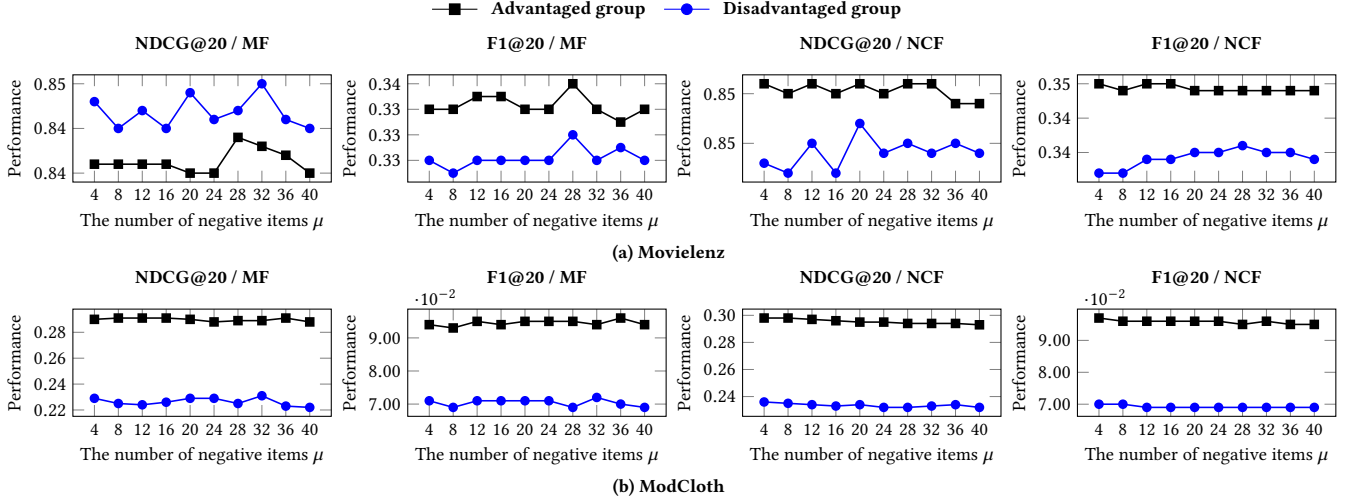 Advantaged group Disadvantaged group
NDCG@20 / MF
0.85
0.84
0.84
Performance
4 8 12 16 20 24 28 32 36 40
The number of negative items μ
F1@20 / MF
0.34
0.33
0.33
0.33
Performance
4 8 12 16 20 24 28 32 36 40
The number of negative items μ
NDCG@20 / NCF
0.85
0.85
Performance
4 8 12 16 20 24 28 32 36 40
The number of negative items μ
F1@20 / NCF
0.35
0.34
0.34
Performance
4 8 12 16 20 24 28 32 36 40
The number of negative items μ
(a) Movielenz
NDCG@20 / MF
0.28
0.26
0.24
0.22
Performance
4 8 12 16 20 24 28 32 36 40
The number of negative items μ
F1@20 / MF
·10−2
9.00
8.00
7.00
Performance
4 8 12 16 20 24 28 32 36 40
The number of negative items μ
NDCG@20 / NCF
0.30
0.28
0.26
0.24
Performance
4 8 12 16 20 24 28 32 36 40
The number of negative items μ
F1@20 / NCF
·10−2
9.00
8.00
7.00
Performance
4 8 12 16 20 24 28 32 36 40
The number of negative items μ
(b) ModCloth